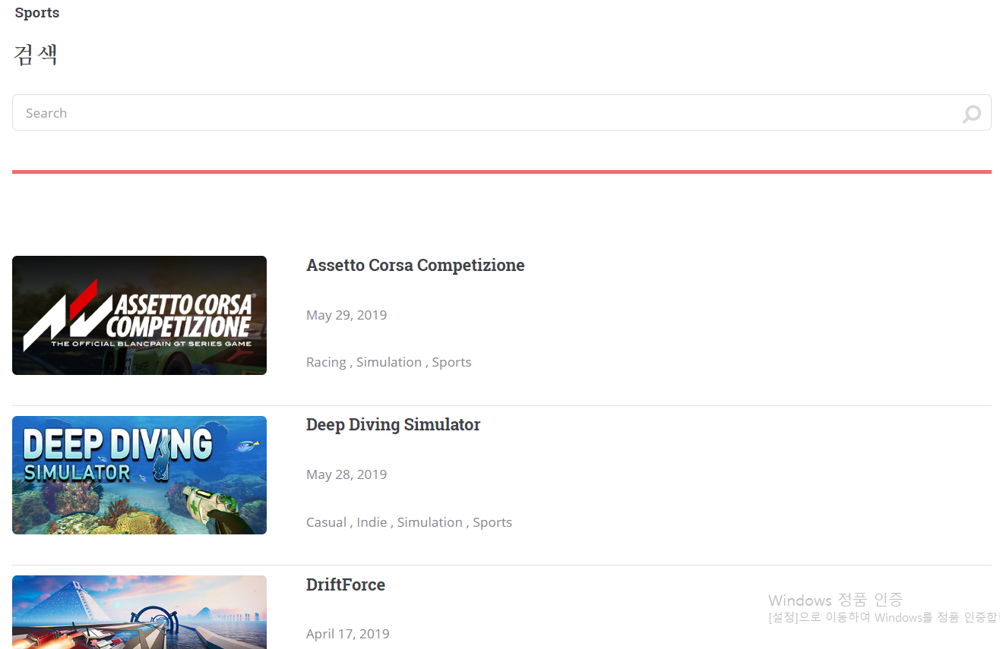 Sports
검색
Search
ASSETTO CORSA
COMPETIZIONE
THE OFFICIAL BLANCPAIN GT SERIES GAME
Assetto Corsa Competizione
May 29, 2019
Racing , Simulation , Sports
DEEP DIVING
SIMULATOR
Deep Diving Simulator
May 28, 2019
Casual , Indie , Simulation , Sports
DriftForce
April 17, 2019
Windows 정품 인증
[설정]으로 이동하여 Windows를 정품 인증합